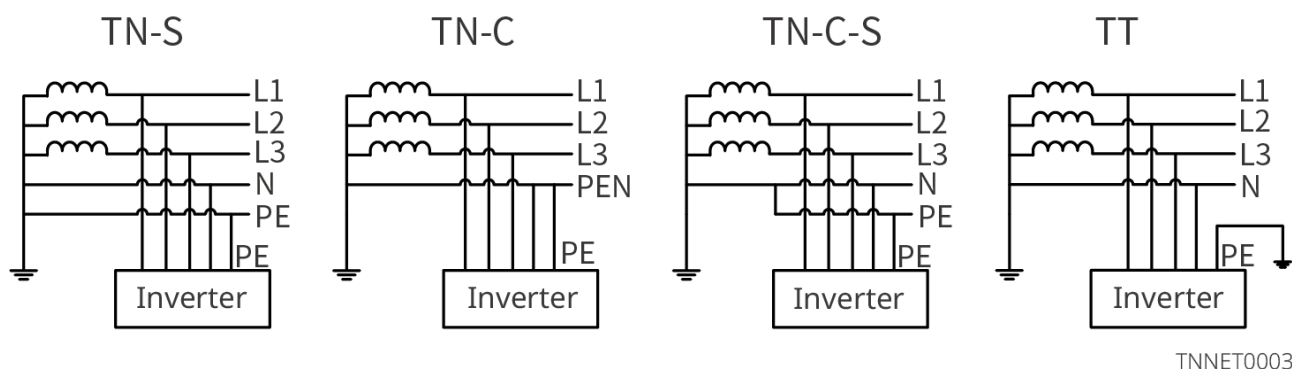 TN-S TN-C TN-C-S TT
L1 L1 L1 L1
L2 L2 L2 L2
L3 L3 L3 L3
N PEN N N
PE PE
PE PE PE PE
Inverter Inverter Inverter Inverter
TNNET0003